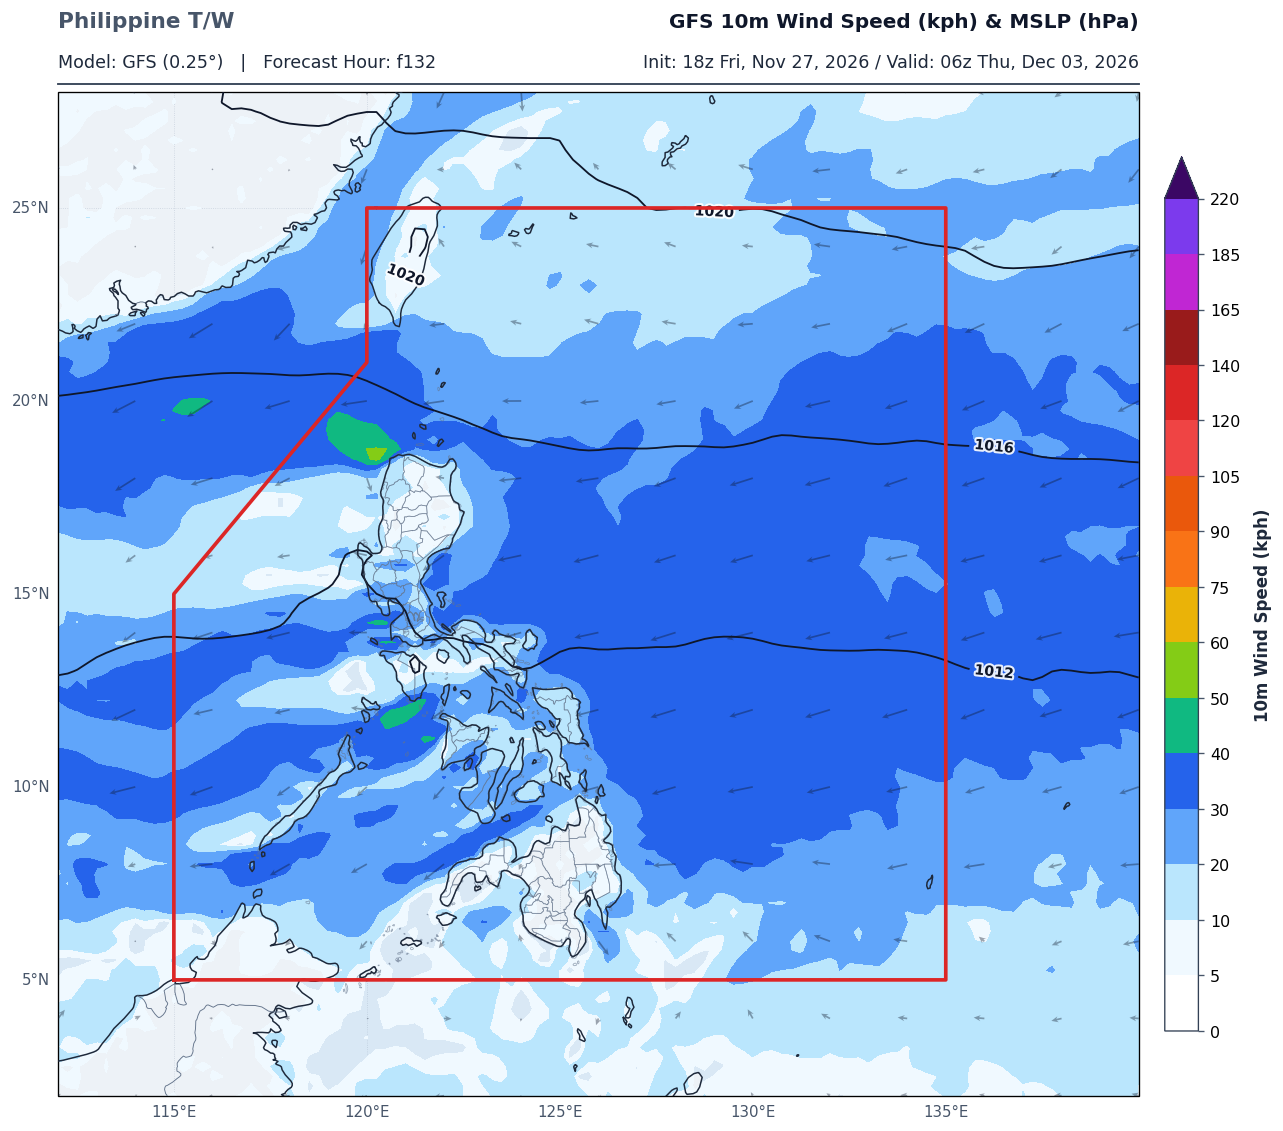 Philippine T/W
GFS 10m Wind Speed (kph) & MSLP (hPa)
Model: GFS (0.25°) | Forecast Hour: f132
Init: 18z Fri, Nov 27, 2026 / Valid: 06z Thu, Dec 03, 2026
25°N
20°N
15°N
10°N
5°N
115°E
120°E
125°E
130°E
135°E
1020
1020
1016
1012
220
185
165
140
120
105
90
75
60
50
40
30
20
10
5
0
10m Wind Speed (kph)